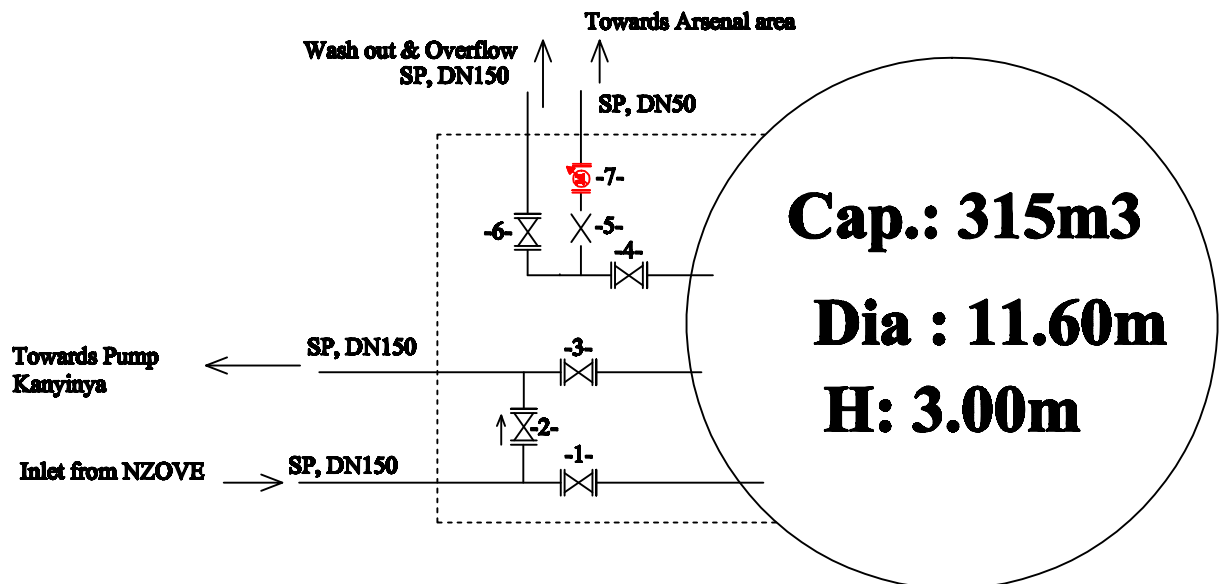 Towards Arsenal area
Wash out & Overflow
SP, DN150
SP, DN50
-7-
-6-
-5-
-4-
Cap.: 315m3
Dia : 11.60m
H: 3.00m
Towards Pump
Kanyinya
SP, DN150
-3-
-2-
Inlet from NZOVE
SP, DN150
-1-